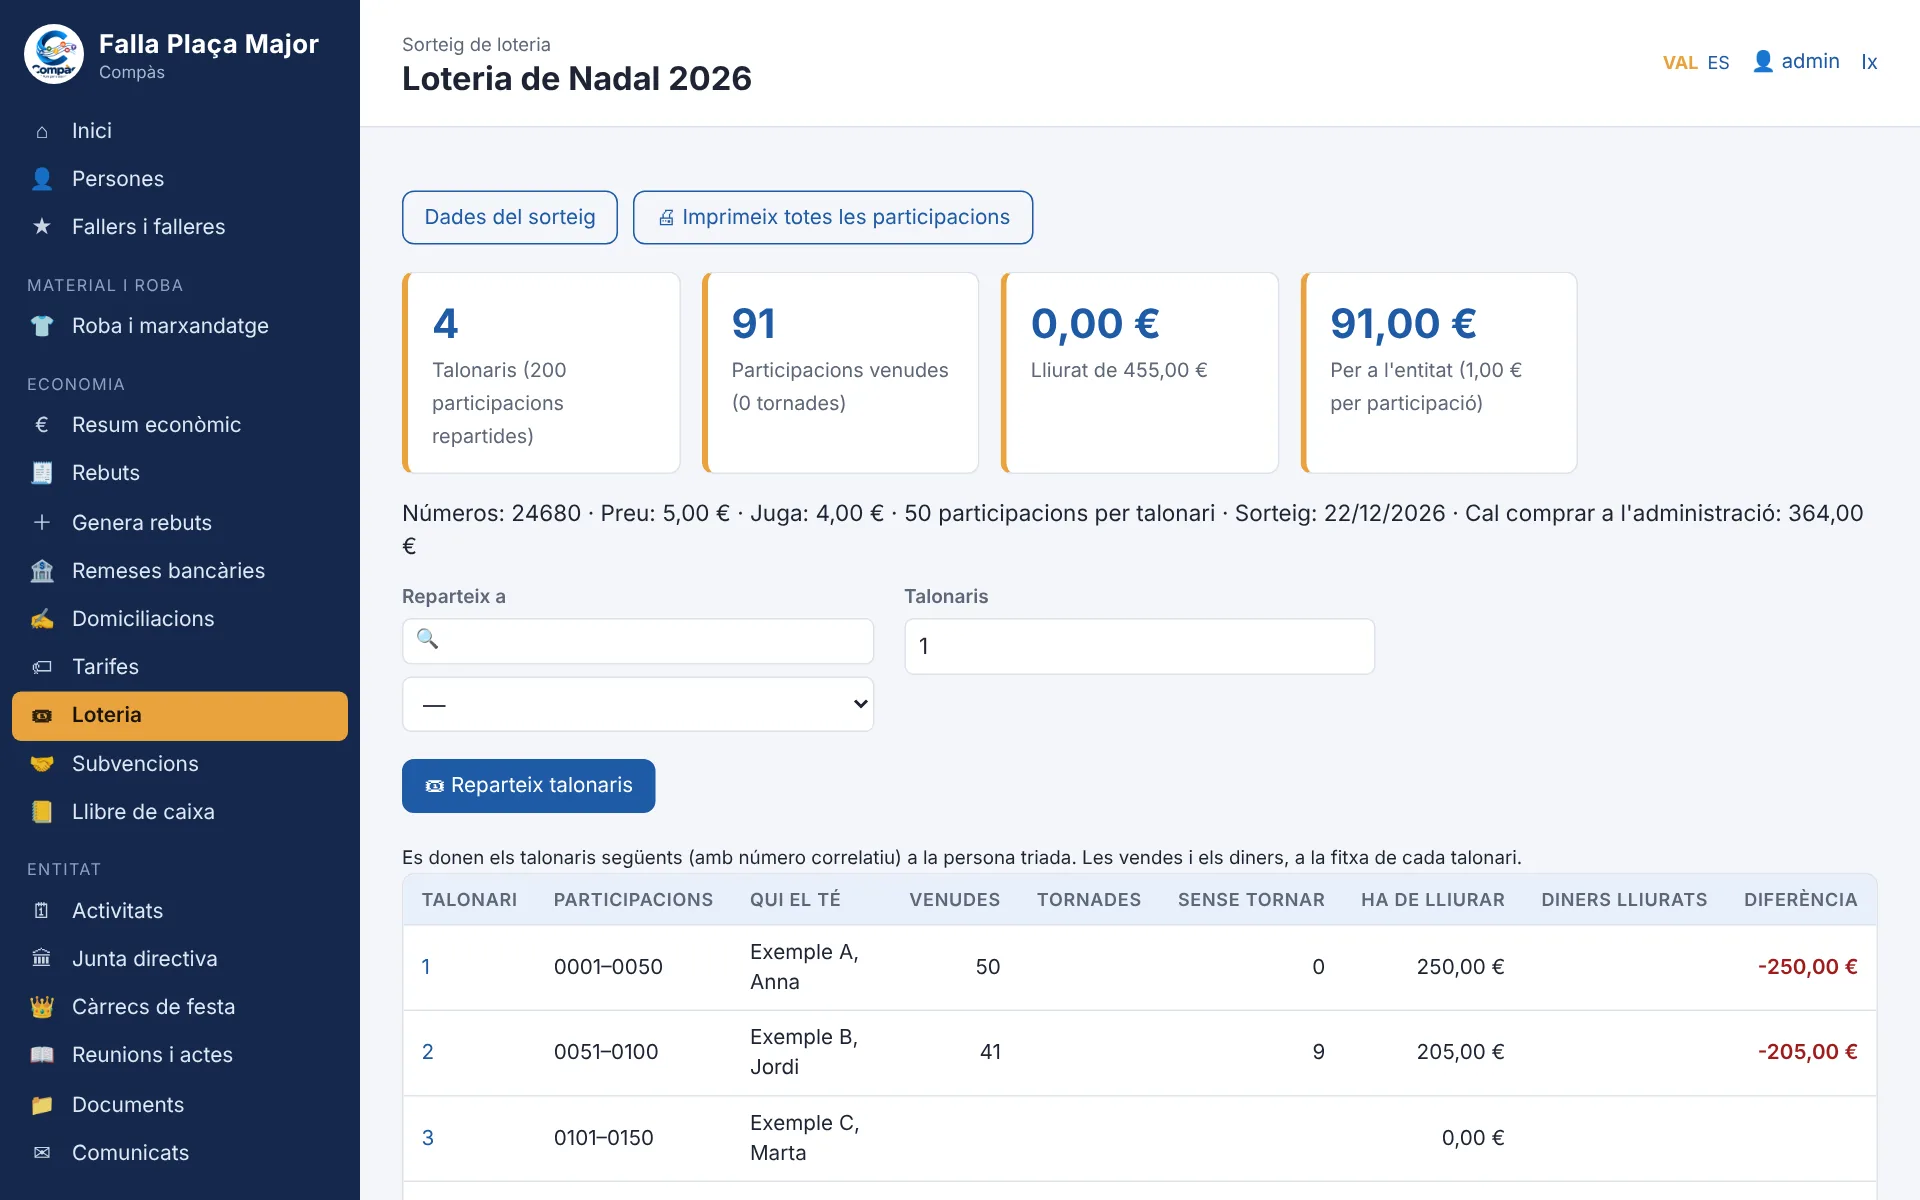 Compàs
Falla Plaça Major
Compàs
Inici
Persones
Fallers i falleres
MATERIAL I ROBA
Roba i marxandatge
ECONOMIA
€ Resum econòmic
Rebuts
Genera rebuts
Remeses bancàries
Domiciliacions
Tarifes
Loteria
Subvencions
Llibre de caixa
ENTITAT
Activitats
Junta directiva
Càrrecs de festa
Reunions i actes
Documents
Comunicats
Sorteig de loteria
Loteria de Nadal 2026
VAL ES admin Ix
Dades del sorteig
Imprimeix totes les participacions
4
Talonaris (200
participacions
repartides)
91
Participacions venudes
(0 tornades)
0,00 €
Lliurat de 455,00 €
91,00 €
Per a l'entitat (1,00 €
per participació)
Números: 24680 · Preu: 5,00 € · Juga: 4,00 € · 50 participacions per talonari · Sorteig: 22/12/2026 · Cal comprar a l'administració: 364,00
€
Reparteix a
—
Talonaris
1
Reparteix talonaris
Es donen els talonaris següents (amb número correlatiu) a la persona triada. Les vendes i els diners, a la fitxa de cada talonari.
TALONARI PARTICIPACIONS QUI EL TÉ VENUDES TORNADES SENSE TORNAR HA DE LLIURAR DINERS LLIURATS DIFERÈNCIA
1 0001–0050 Exemple A, Anna 50 0 250,00 € -250,00 €
2 0051–0100 Exemple B, Jordi 41 9 205,00 € -205,00 €
3 0101–0150 Exemple C, Marta 0,00 €